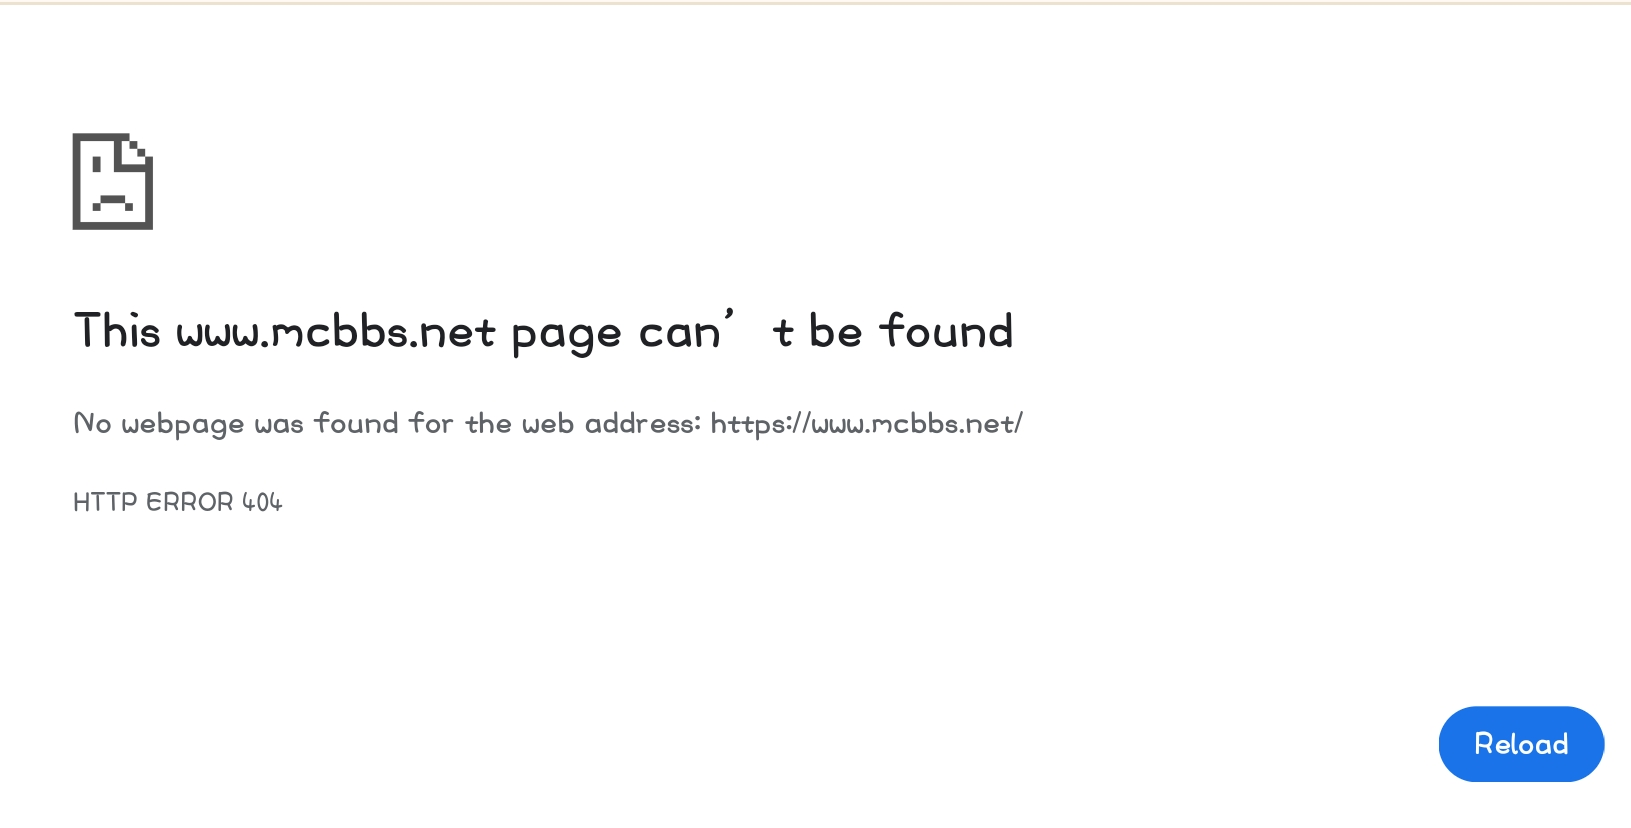 This www.mcbbs.net page can’t be found
No webpage was found for the web address: https://www.mcbbs.net/
HTTP ERROR 404
Reload